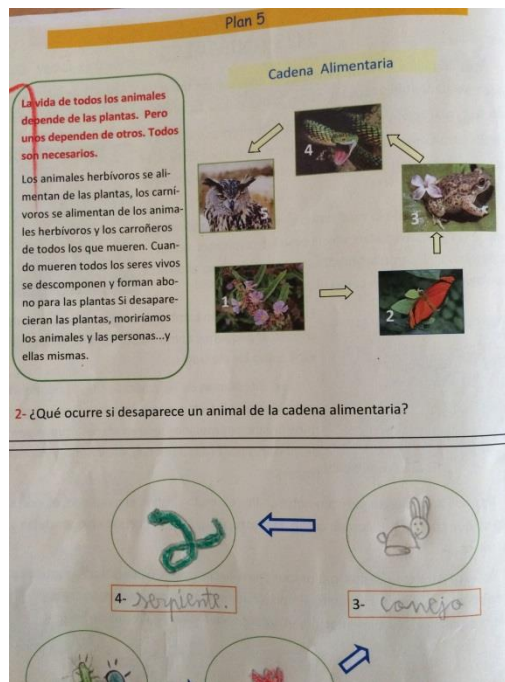 Plan 5
Cadena Alimentaria
La vida de todos los animales
depende de las plantas. Pero
unos dependen de otros. Todos
son necesarios.
Los animales herbívoros se ali-
mentan de las plantas, los carní-
voros se alimentan de los anima-
les herbívoros y los carroñeros
de todos los que mueren. Cuan-
do mueren todos los seres vivos
se descomponen y forman abo-
no para las plantas Si desapare-
cieran las plantas, moriríamos
los animales y las personas...y
ellas mismas.
4
5
3
1
2
2- ¿Qué ocurre si desaparece un animal de la cadena alimentaria?
4- serpiente.
3- conejo